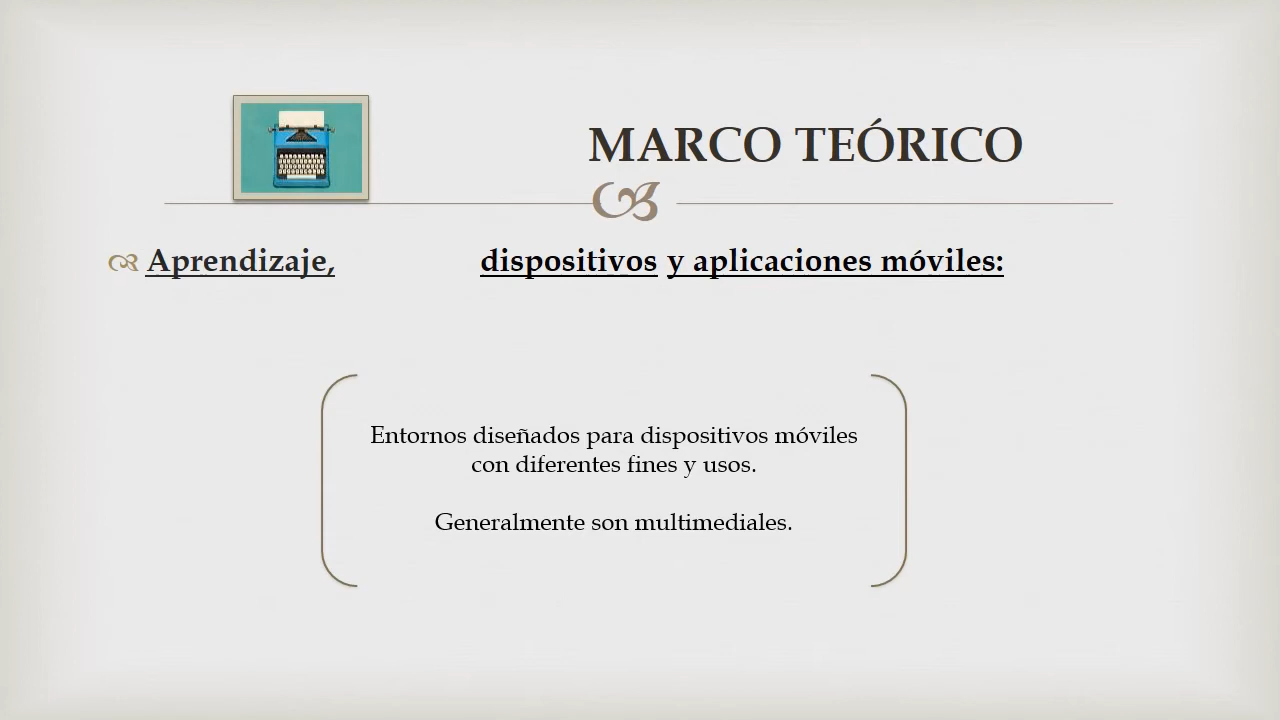 MARCO TEÓRICO
Aprendizaje, dispositivos y aplicaciones móviles:
Entornos diseñados para dispositivos móviles
con diferentes fines y usos.
Generalmente son multimediales.